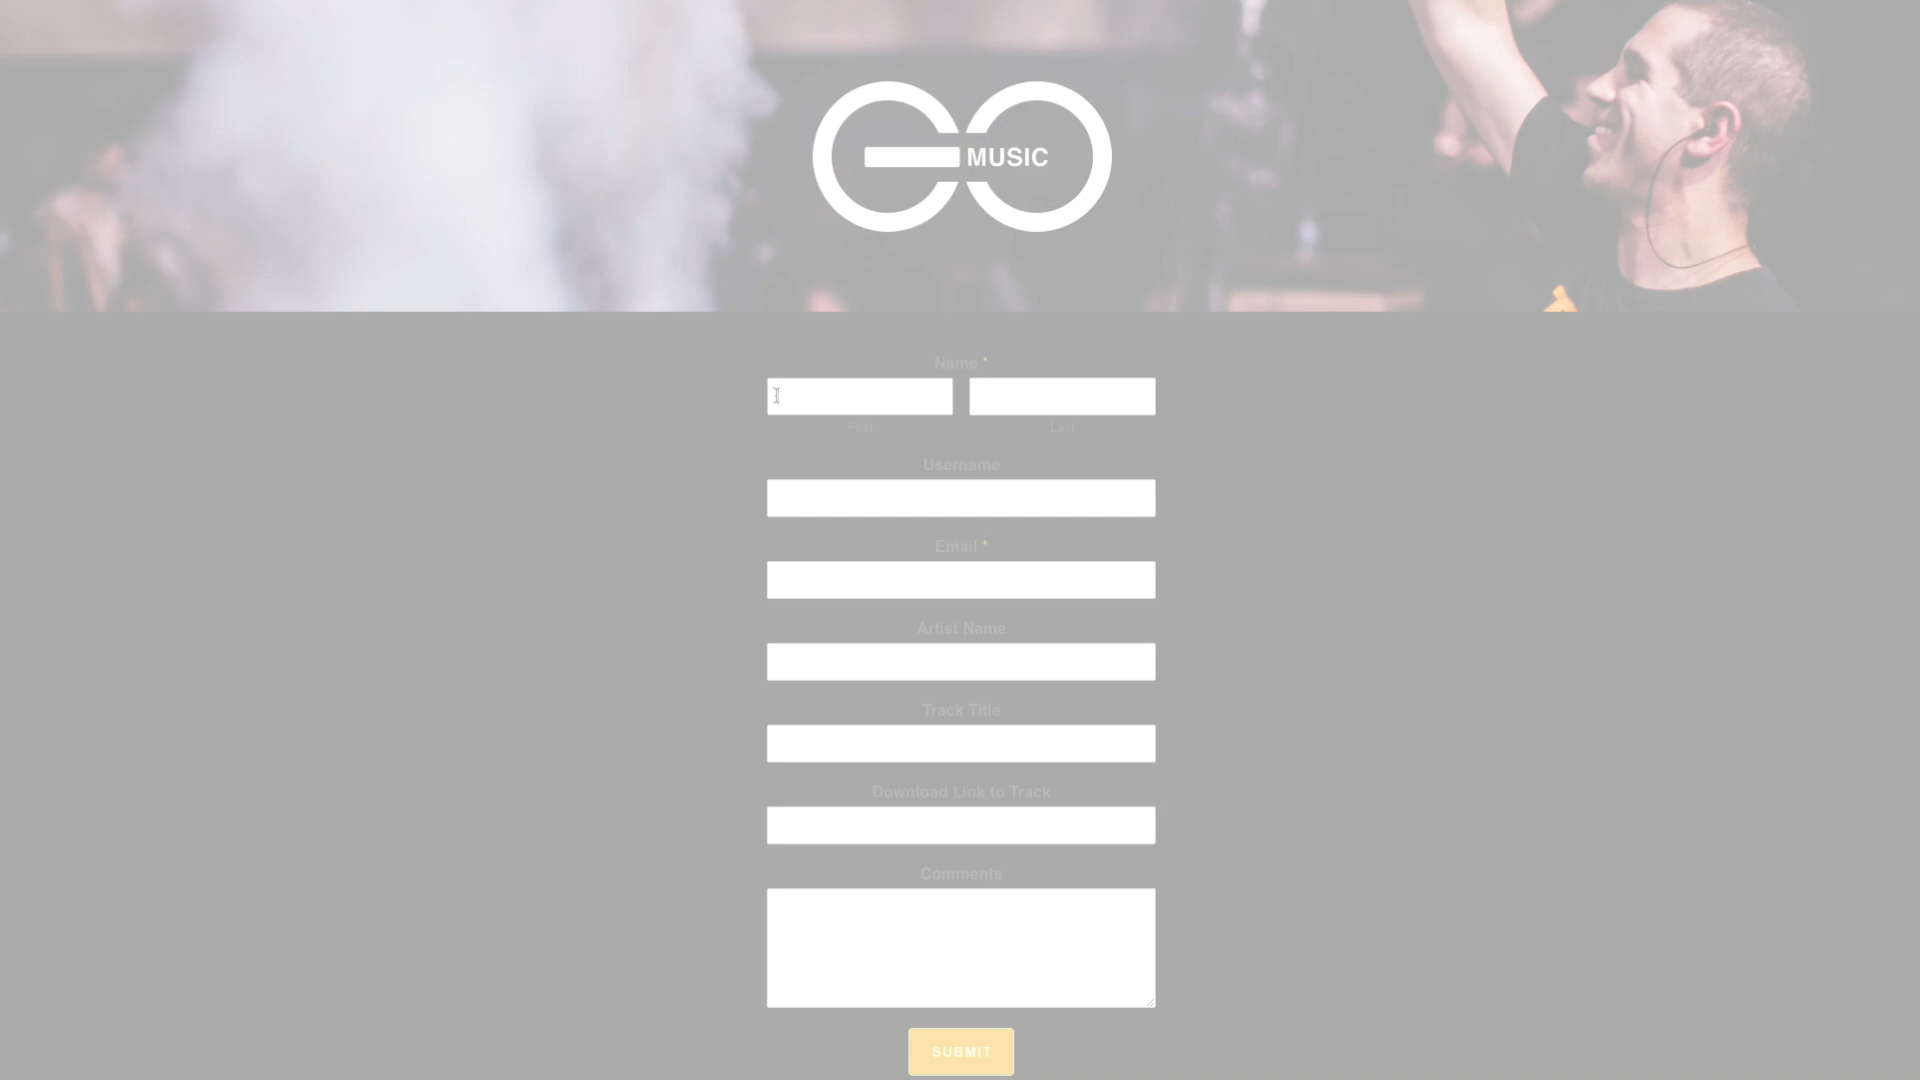 MUSIC
Name *
First Last
Username
Email *
Artist Name
Track Title
Download Link to Track
Comments
SUBMIT